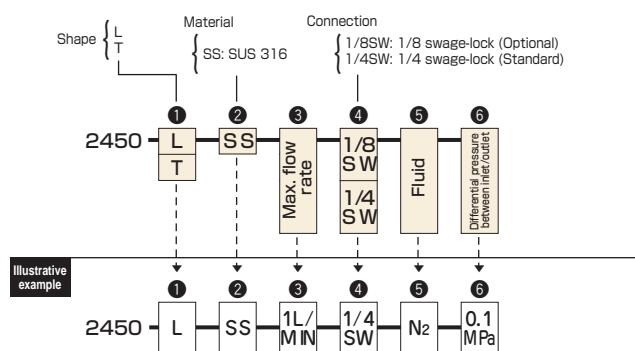 Shape
L
T
Material
SS: SUS 316
Connection
1/8SW: 1/8 swage-lock (Optional)
1/4SW: 1/4 swage-lock (Standard)
❶ ❷ ❸ ❹ ❺ ❻
2450
L
T
SS
Max. flow
rate
1/8
SW
1/4
SW
Fluid
Differential pressure
between inlet/outlet
Illustrative
example
❶ ❷ ❸ ❹ ❺ ❻
2450
L
SS
1L/
MIN
1/4
SW
N2
0.1
MPa